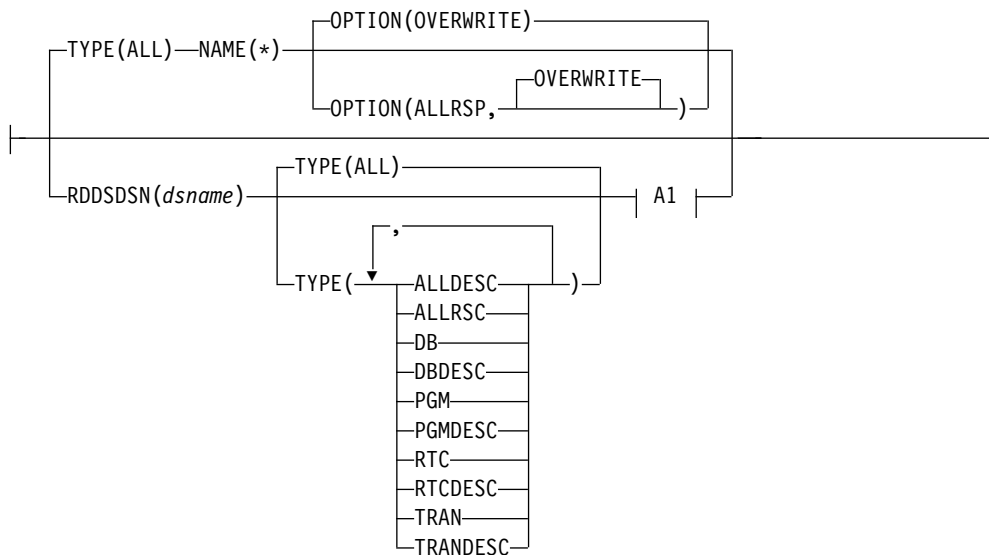 OPTION(OVERWRITE)
TYPE(ALL) NAME(*)
OVERWRITE
OPTION(ALLRSP, )
RDDSDSN(dsname)
TYPE(ALL)
A1
,
TYPE( ALLDESC )
ALLRSC
DB
DBDESC
PGM
PGMDESC
RTC
RTCDESC
TRAN
TRANDESC